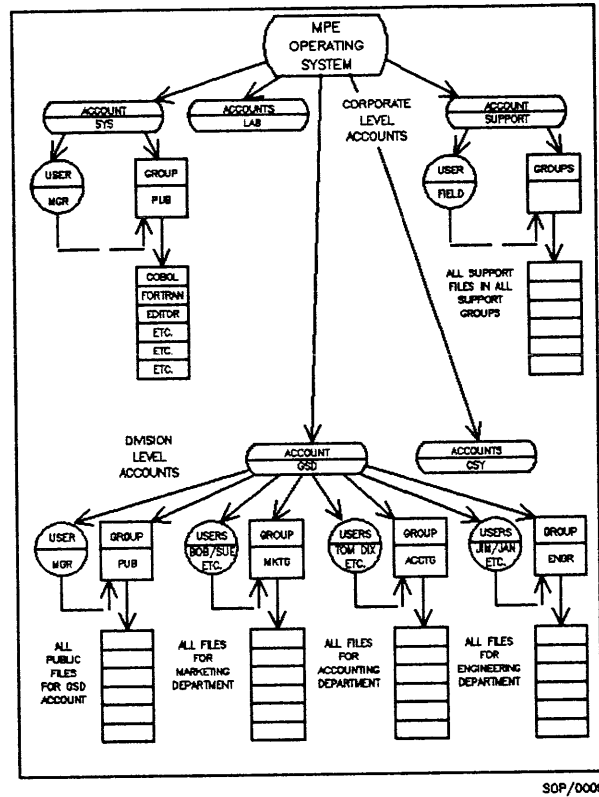 MPE
OPERATING
SYSTEM
ACCOUNT
SYS
ACCOUNTS
LAB
CORPORATE
LEVEL
ACCOUNTS
ACCOUNT
SUPPORT
USER
MGR
GROUP
PUB
USER
FIELD
GROUPS
COBOL
FORTRAN
EDITOR
ETC.
ETC.
ETC.
ALL SUPPORT
FILES IN ALL
SUPPORT
GROUPS
DIVISION
LEVEL
ACCOUNTS
ACCOUNT
GSD
ACCOUNTS
CSY
USER
MGR
GROUP
PUB
USERS
BOB/SUE
ETC.
GROUP
MKTG
USERS
TOM DIX
ETC.
GROUP
ACCTG
USERS
JIM/JAN
ETC.
GROUP
ENGR
ALL
PUBLIC
FILES
FOR GSD
ACCOUNT
ALL FILES
FOR
MARKETING
DEPARTMENT
ALL FILES
FOR
ACCOUNTING
DEPARTMENT
ALL FILES
FOR
ENGINEERING
DEPARTMENT
SOP/0009